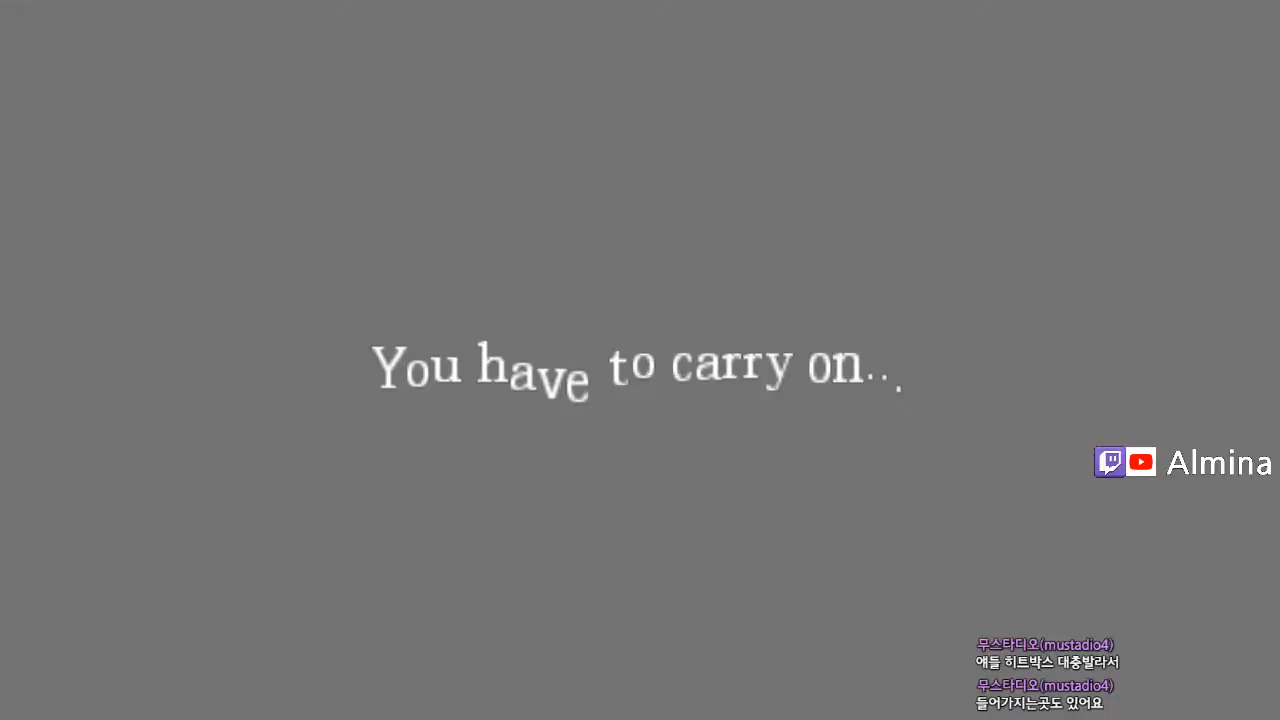 You have to carry on...
Almina
무스타디오(mustadio4)
얘들 히트박스 대충발라서
무스타디오(mustadio4)
들어가지는곳도 있어요